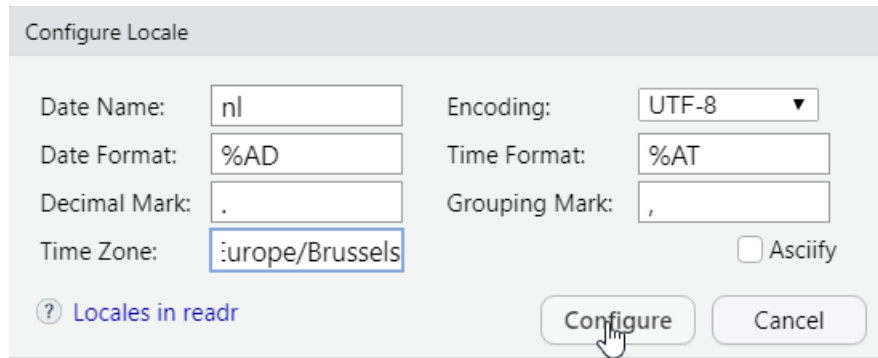 Configure Locale
Date Name: nl Encoding: UTF-8
Date Format: %AD Time Format: %AT
Decimal Mark: . Grouping Mark: ,
Time Zone: Europe/Brussels Asciify
? Locales in readr Configure Cancel